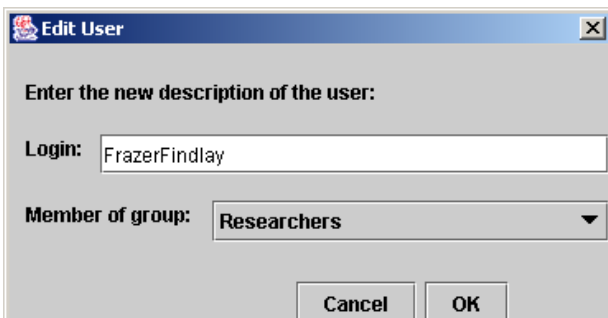 Edit User
Enter the new description of the user:
Login: FrazerFindlay
Member of group: Researchers
Cancel OK